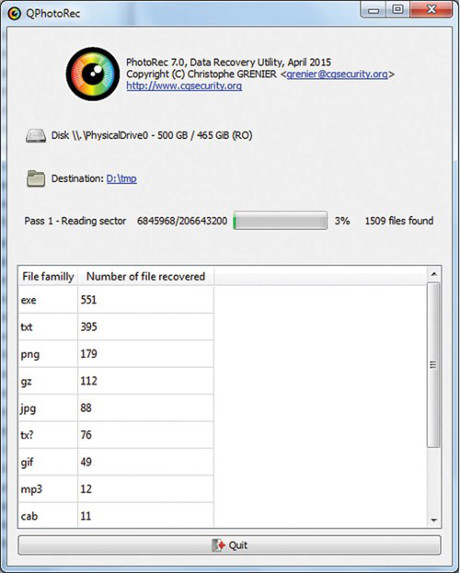 QPhotoRec
PhotoRec 7.0, Data Recovery Utility, April 2015
Copyright (C) Christophe GRENIER <grenier@cgsecurity.org>
http://www.cgsecurity.org
Disk \\.\PhysicalDrive0 - 500 GB / 465 GiB (RO)
Destination: D:\tmp
Pass 1 - Reading sector 6845968/206643200 3% 1509 files found
File familly Number of file recovered
exe 551
txt 395
png 179
gz 112
jpg 88
tx? 76
gif 49
mp3 12
cab 11
Quit